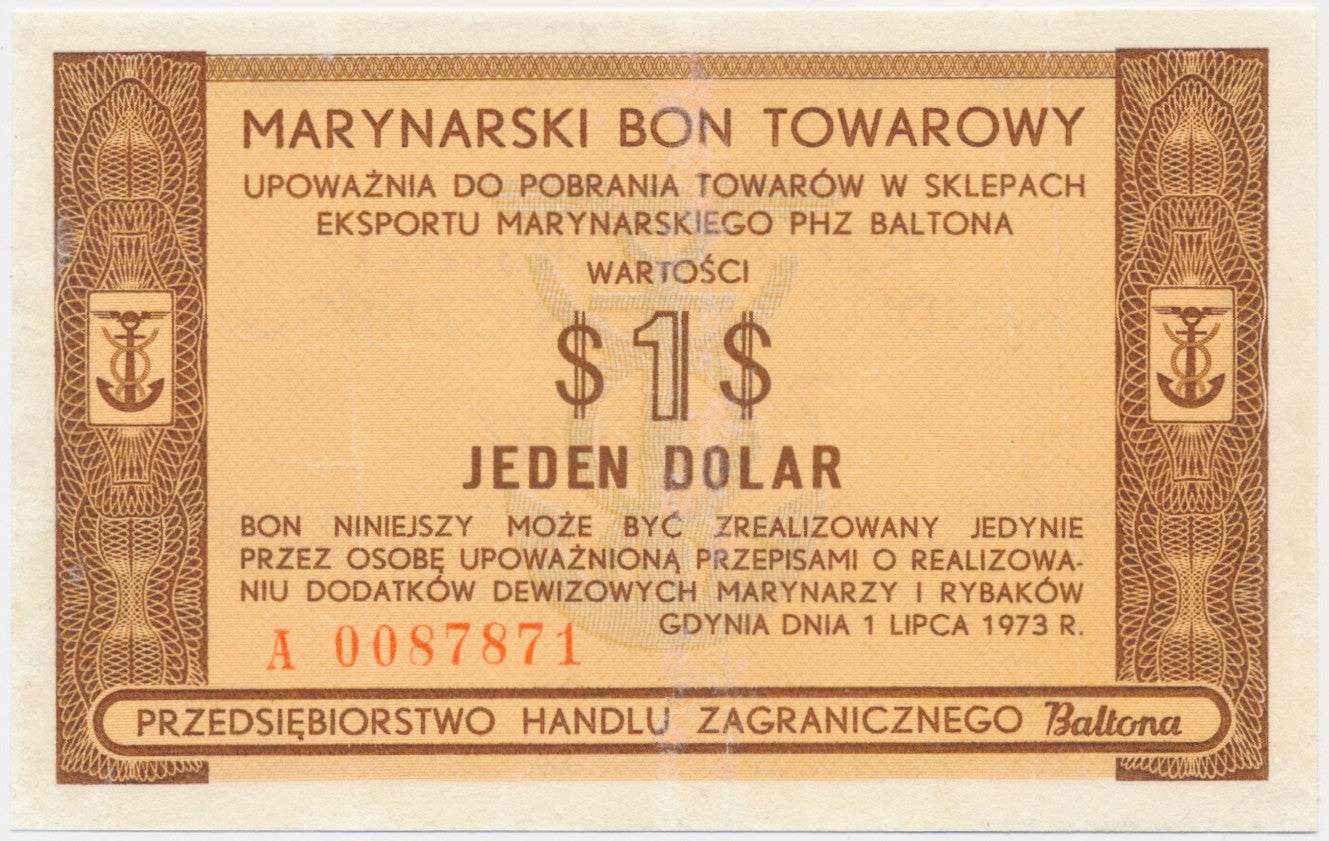 MARYNARSKI BON TOWAROWY
UPOWAŻNIA DO POBRANIA TOWARÓW W SKLEPACH
EKSPORTU MARYNARSKIEGO PHZ BALTONA
WARTOŚCI
$ 1 $
JEDEN DOLAR
BON NINIEJSZY MOŻE BYĆ ZREALIZOWANY JEDYNIE
PRZEZ OSOBĘ UPOWAŻNIONĄ PRZEPISAMI O REALIZOWA-
NIU DODATKÓW DEWIZOWYCH MARYNARZY I RYBAKÓW
GDYNIA DNIA 1 LIPCA 1973 R.
A 0087871
PRZEDSIĘBIORSTWO HANDLU ZAGRANICZNEGO Baltona